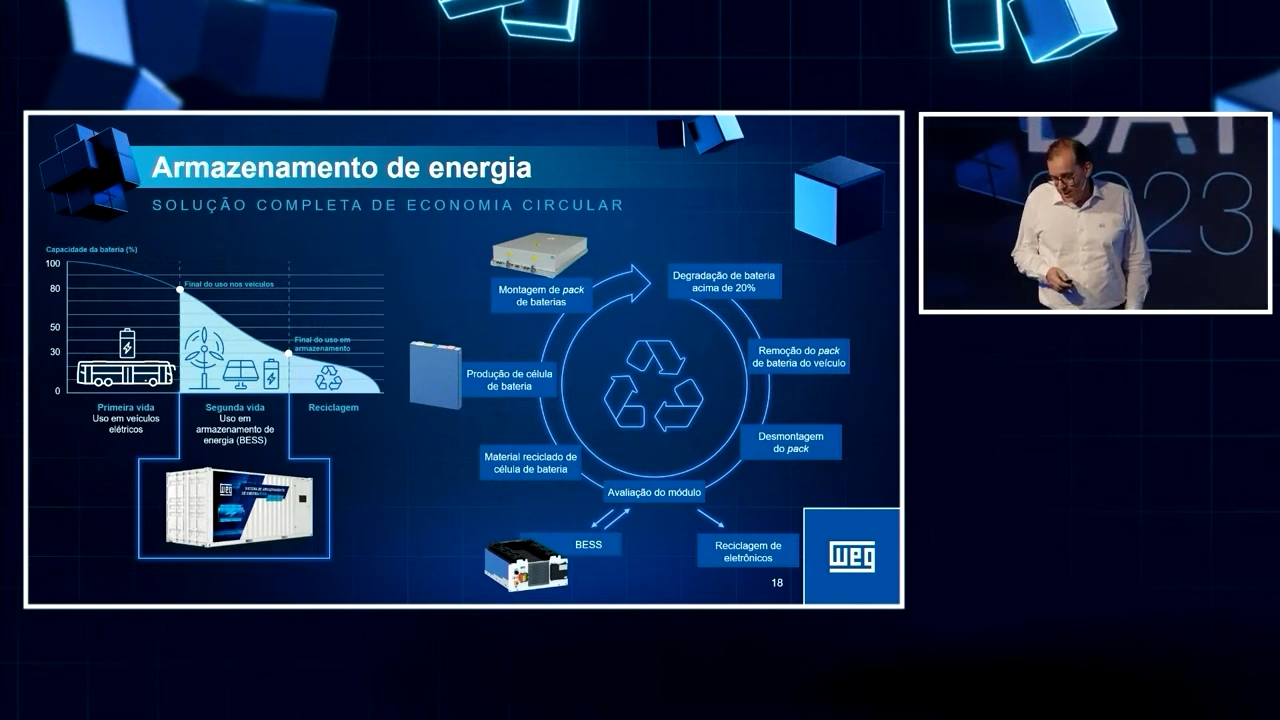 Armazenamento de energia
SOLUÇÃO COMPLETA DE ECONOMIA CIRCULAR
Capacidade da bateria (%)
100
80
50
30
0
Final do uso nos veículos
Final do uso em
armazenamento
Primeira vida
Uso em veículos
elétricos
Segunda vida
Uso em
armazenamento de
energia (BESS)
Reciclagem
weg
Montagem de pack
de baterias
Degradação de bateria
acima de 20%
Remoção do pack
de bateria do veículo
Produção de célula
de bateria
Desmontagem
do pack
Material reciclado de
célula de bateria
Avaliação do módulo
BESS
Reciclagem de
eletrônicos
18
weg
DAY
2023